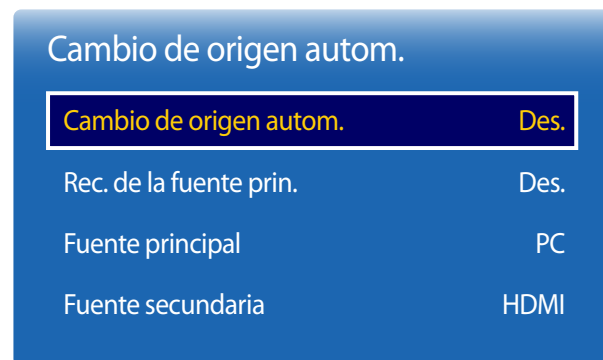 Cambio de origen autom.
Cambio de origen autom. Des.
Rec. de la fuente prin. Des.
Fuente principal PC
Fuente secundaria HDMI